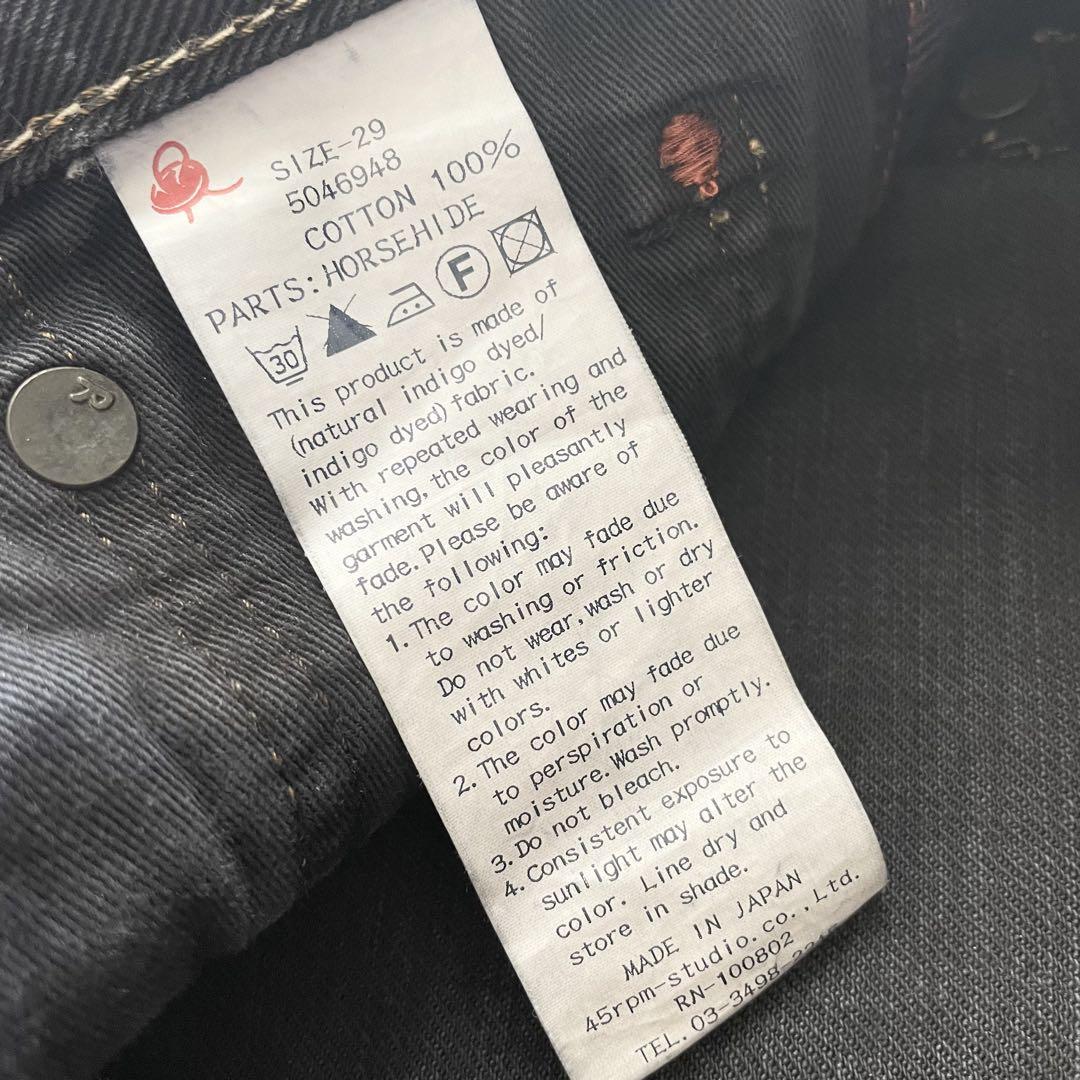 SIZE-29
5046948
COTTON 100%
PARTS:HORSEHIDE
30 F
This product is made of
(natural indigo dyed/
indigo dyed) fabric.
With repeated wearing and
washing, the color of the
garment will pleasantly
fade. Please be aware of
the following:
1. The color may fade due
to washing or friction.
Do not wear, wash or dry
with whites or lighter
colors.
2. The color may fade due
to perspiration or
moisture. Wash promptly.
3. Do not bleach.
4. Consistent exposure to
sunlight may alter the
color. Line dry and
store in shade.
MADE IN JAPAN
45rpm-studio.co.,Ltd.
RN-100802
TEL.03-3498-
R